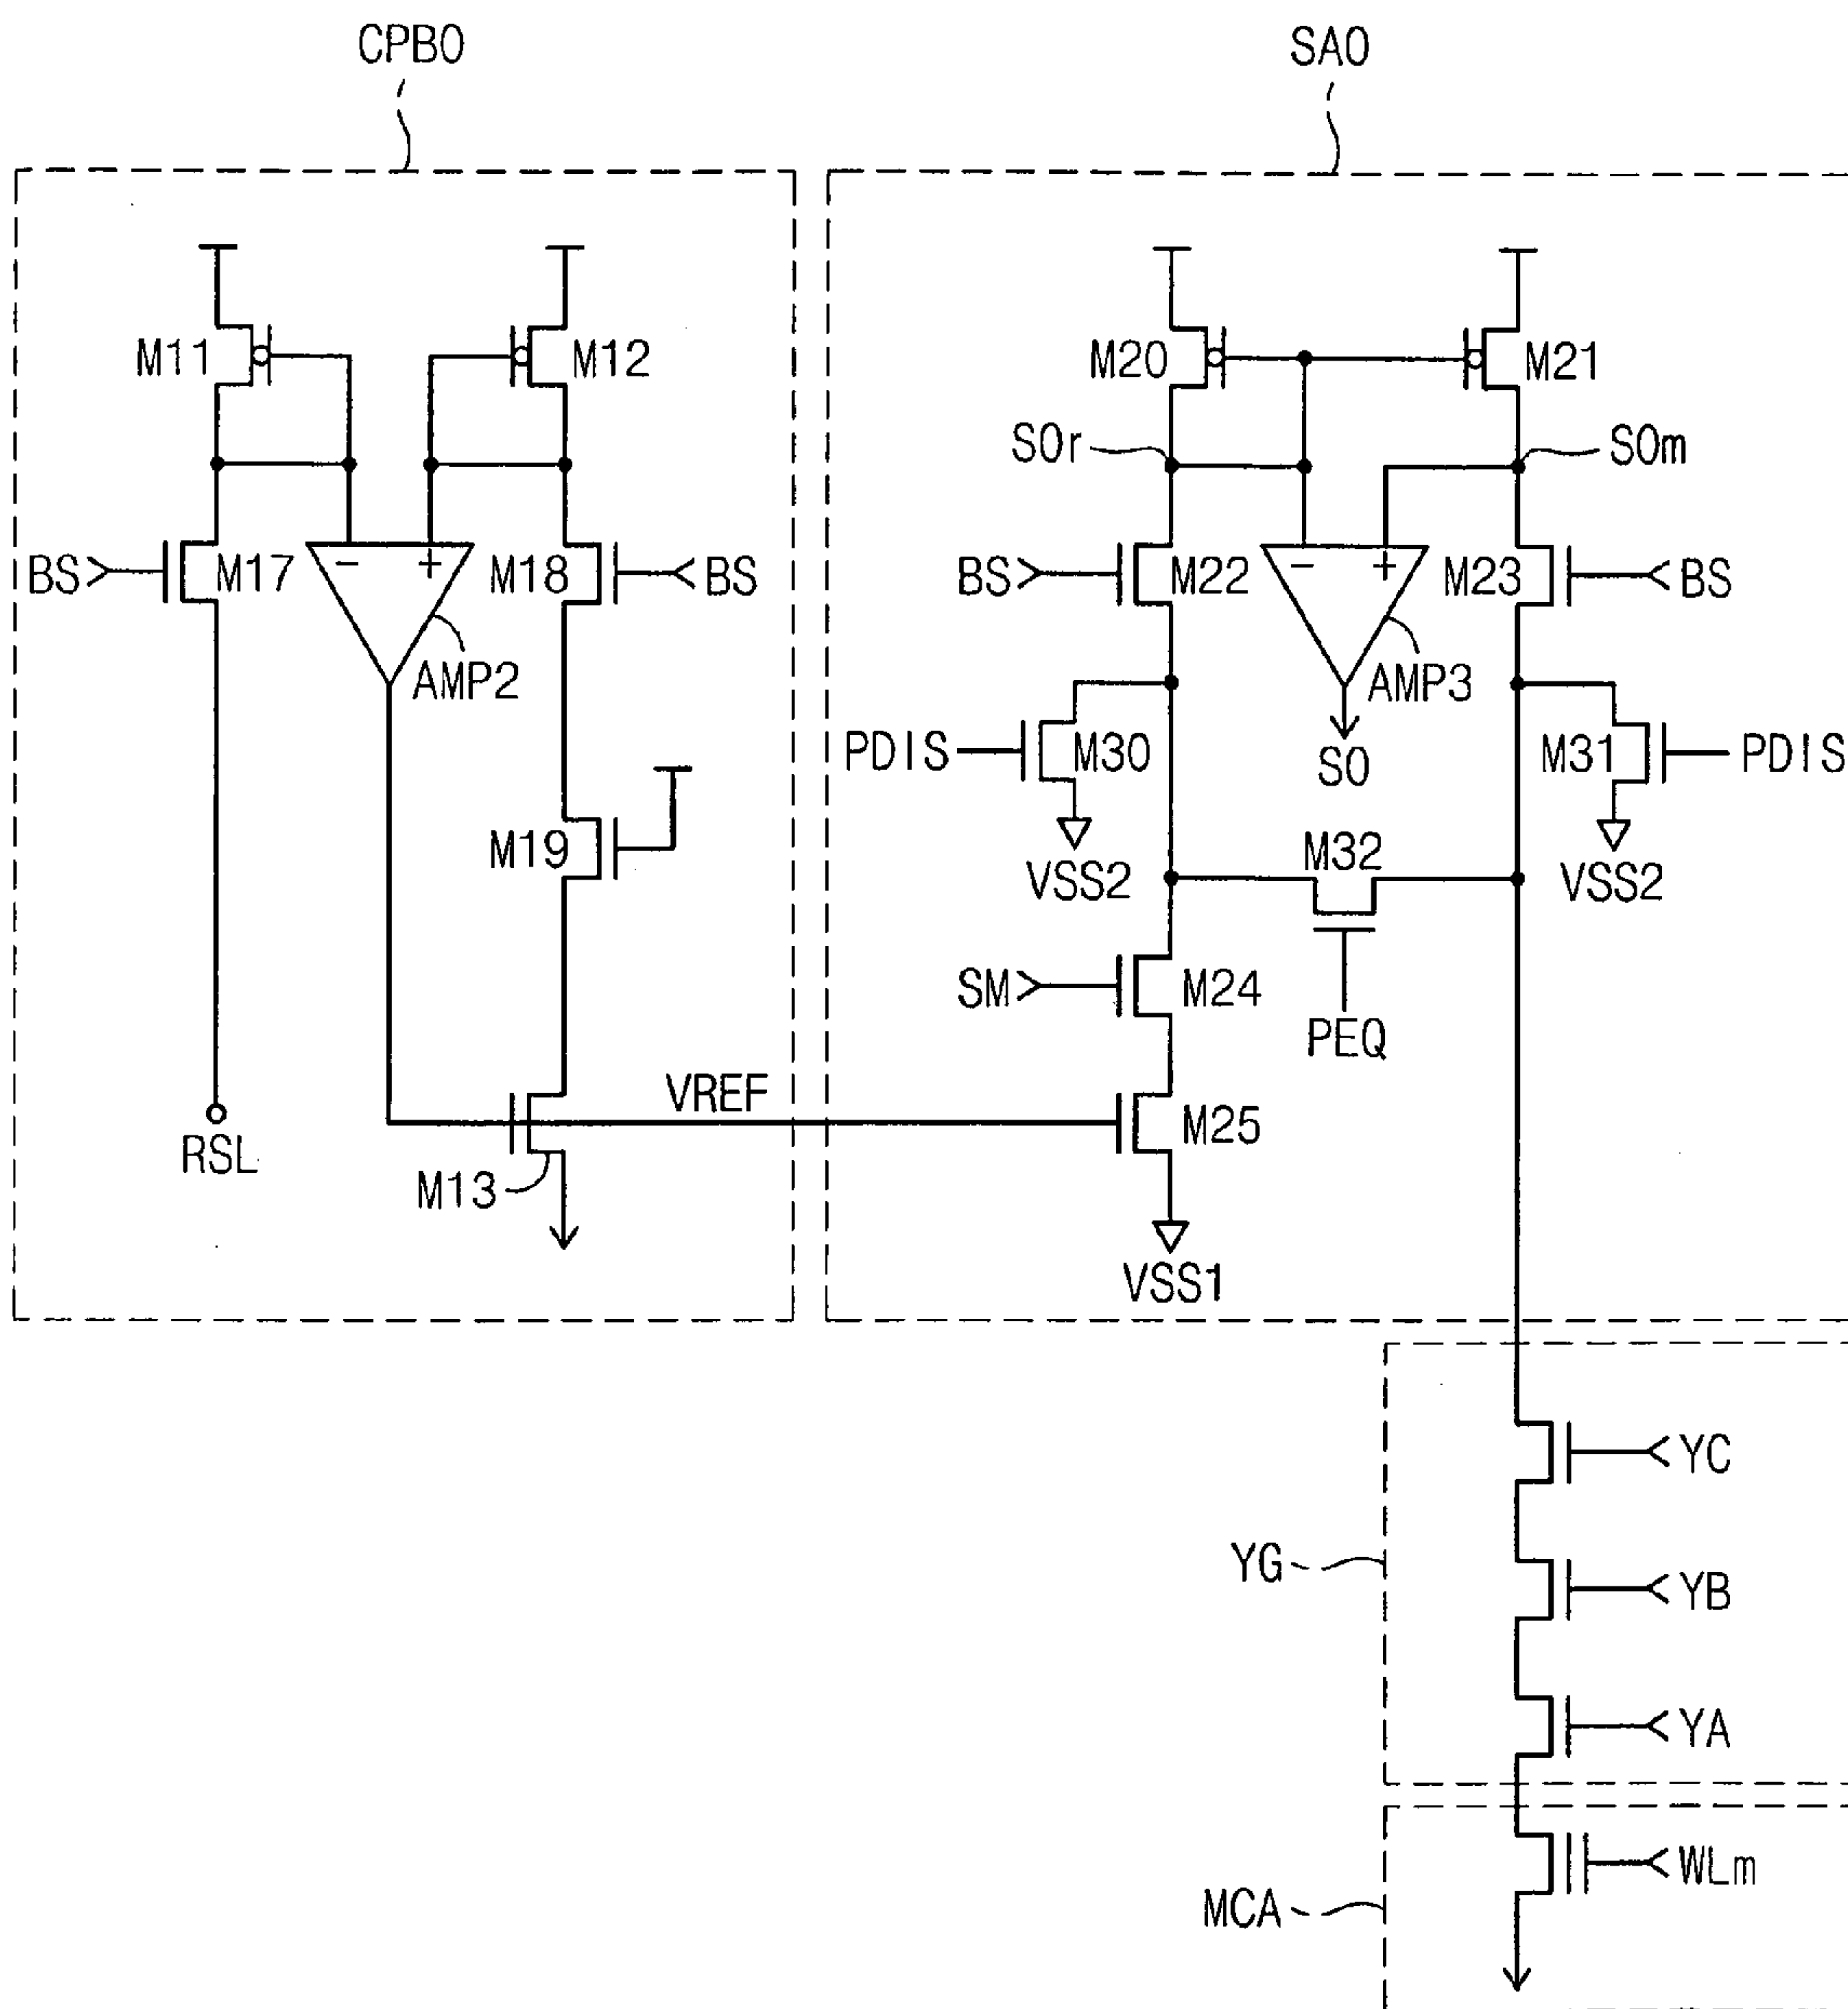 CPB0 SA0
M11 M12 M20 M21
S0r S0m
BS M17 M18 BS BS M22 M23 BS
- + - +
AMP2 AMP3
PDIS M30 S0 M31 PDIS
M19 M32
VSS2 VSS2
SM M24
PEQ
VREF
M25
RSL
M13
VSS1
YC
YG YB
YA
WLm
MCA